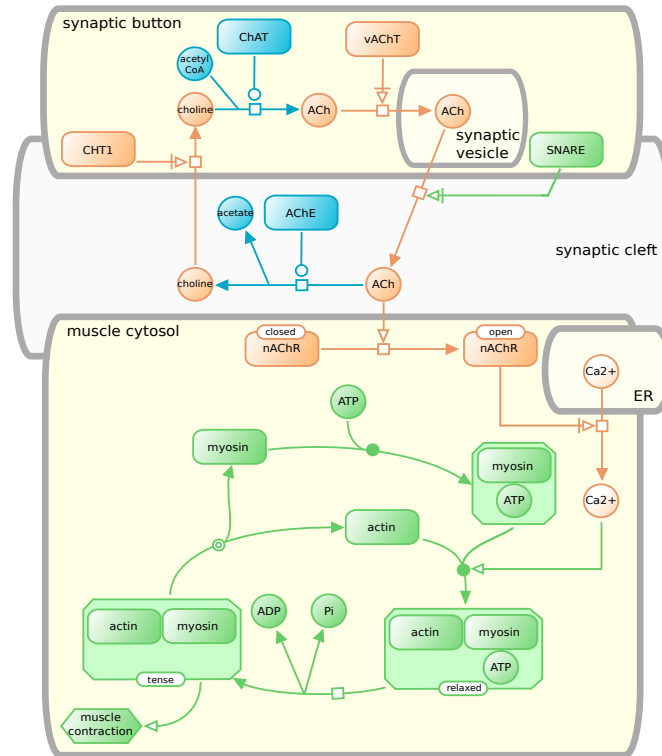 synaptic button
ChAT
vAChT
acetyl
CoA
choline
ACh
ACh
synaptic
vesicle
CHT1
SNARE
acetate
AChE
synaptic cleft
choline
ACh
muscle cytosol
closed
nAChR
open
nAChR
Ca2+
ER
ATP
myosin
myosin
ATP
Ca2+
actin
actin
myosin
tense
ADP
Pi
actin
myosin
ATP
relaxed
muscle
contraction